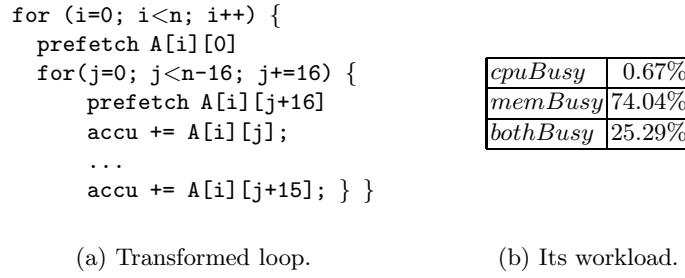 for (i=0; i<n; i++) {
prefetch A[i][0]
for(j=0; j<n-16; j+=16) {
prefetch A[i][j+16]
accu += A[i][j];
...
accu += A[i][j+15]; } }
cpuBusy 0.67%
memBusy 74.04%
bothBusy 25.29%
(a) Transformed loop.
(b) Its workload.